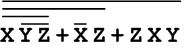 X Y̅ Z̅ + X̅ Z + Z X Y